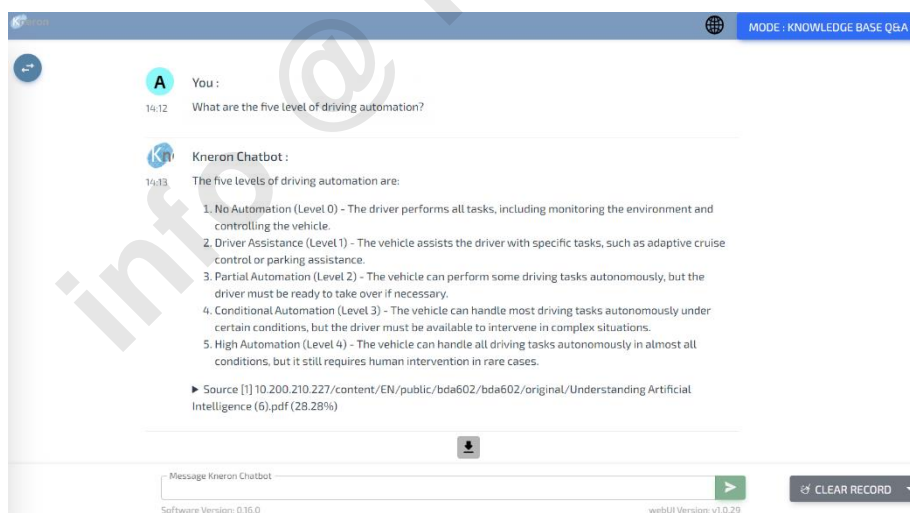 Kneron
MODE : KNOWLEDGE BASE Q&A
A
You :
14:12
What are the five level of driving automation?
Kneron Chatbot :
14:13
The five levels of driving automation are:
1. No Automation (Level 0) - The driver performs all tasks, including monitoring the environment and
controlling the vehicle.
2. Driver Assistance (Level 1) - The vehicle assists the driver with specific tasks, such as adaptive cruise
control or parking assistance.
3. Partial Automation (Level 2) - The vehicle can perform some driving tasks autonomously, but the
driver must be ready to take over if necessary.
4. Conditional Automation (Level 3) - The vehicle can handle most driving tasks autonomously under
certain conditions, but the driver must be available to intervene in complex situations.
5. High Automation (Level 4) - The vehicle can handle all driving tasks autonomously in almost all
conditions, but it still requires human intervention in rare cases.
▶ Source [1] 10.200.210.227/content/EN/public/bda602/bda602/original/Understanding Artificial
Intelligence (6).pdf (28.28%)
Message Kneron Chatbot
CLEAR RECORD
Software Version: 0.16.0
webUI Version: v1.0.29
info @